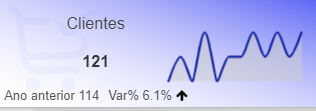 Clientes
121
Ano anterior 114 Var% 6.1%